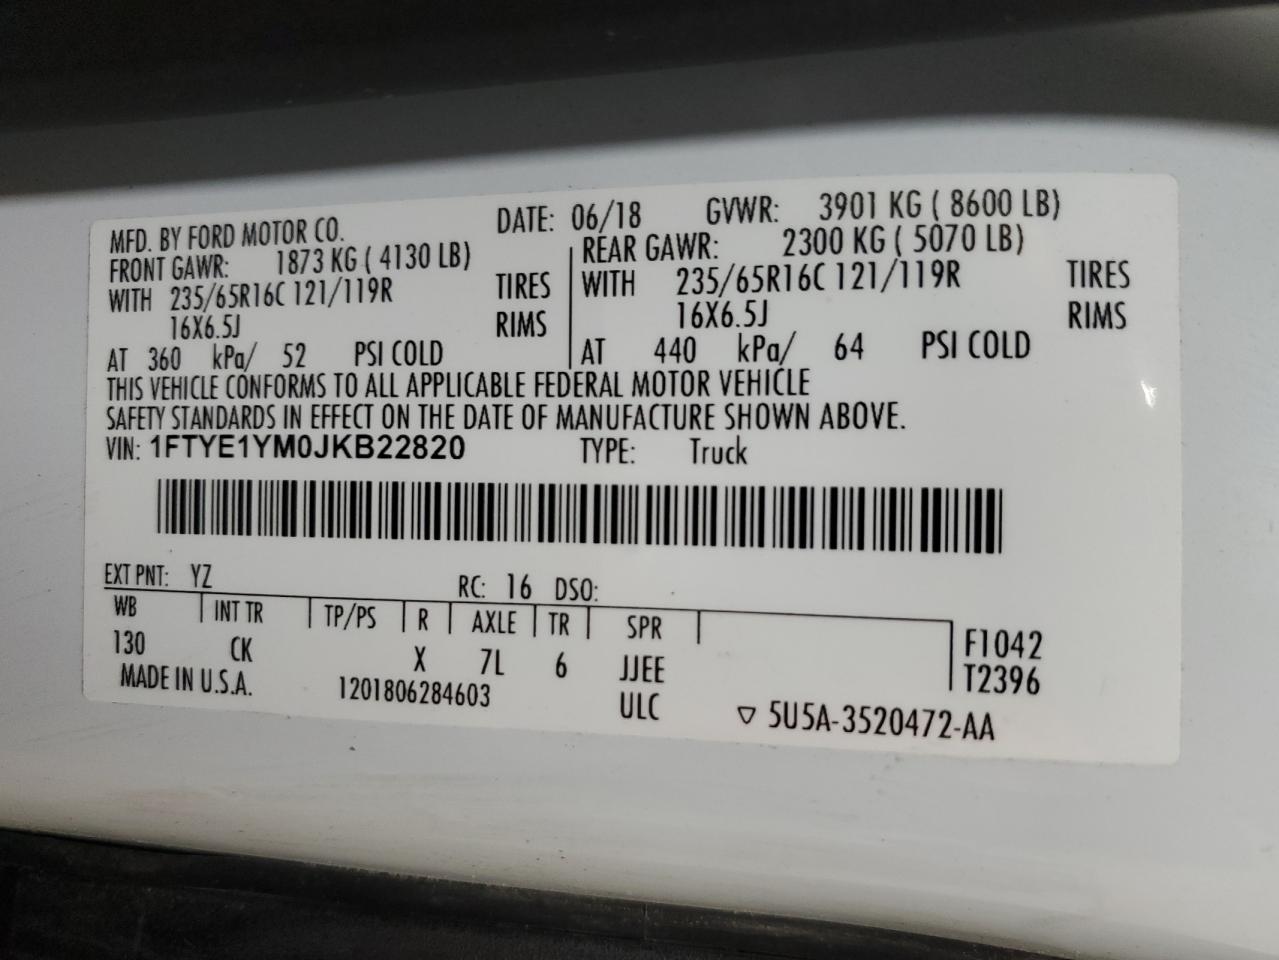 MFD. BY FORD MOTOR CO. DATE: 06/18 GVWR: 3901 KG ( 8600 LB)
FRONT GAWR: 1873 KG ( 4130 LB) REAR GAWR: 2300 KG ( 5070 LB)
WITH 235/65R16C 121/119R TIRES WITH 235/65R16C 121/119R TIRES
16X6.5J RIMS 16X6.5J RIMS
AT 360 kPa/ 52 PSI COLD AT 440 kPa/ 64 PSI COLD
THIS VEHICLE CONFORMS TO ALL APPLICABLE FEDERAL MOTOR VEHICLE
SAFETY STANDARDS IN EFFECT ON THE DATE OF MANUFACTURE SHOWN ABOVE.
VIN: 1FTYE1YM0JKB22820 TYPE: Truck
EXT PNT: YZ RC: 16 DSO:
WB INT TR TP/PS R AXLE TR SPR F1042
130 CK X 7L 6 JJEE T2396
MADE IN U.S.A. 1201806284603 ULC ▽ 5U5A-3520472-AA